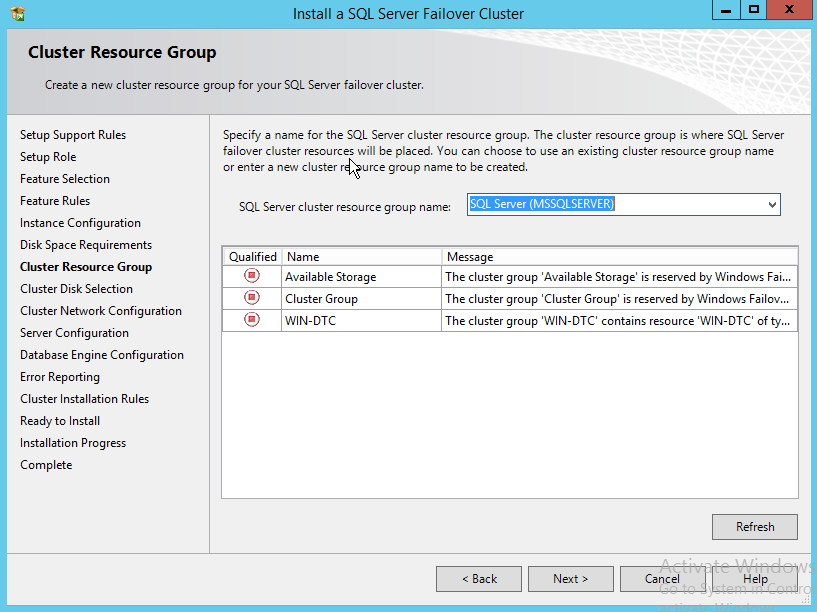 Install a SQL Server Failover Cluster
Cluster Resource Group
Create a new cluster resource group for your SQL Server failover cluster.
Setup Support Rules
Setup Role
Feature Selection
Feature Rules
Instance Configuration
Disk Space Requirements
Cluster Resource Group
Cluster Disk Selection
Cluster Network Configuration
Server Configuration
Database Engine Configuration
Error Reporting
Cluster Installation Rules
Ready to Install
Installation Progress
Complete
Specify a name for the SQL Server cluster resource group. The cluster resource group is where SQL Server
failover cluster resources will be placed. You can choose to use an existing cluster resource group name
or enter a new cluster resource group name to be created.
SQL Server cluster resource group name: SQL Server (MSSQLSERVER)
Qualified Name Message
Available Storage The cluster group 'Available Storage' is reserved by Windows Fai...
Cluster Group The cluster group 'Cluster Group' is reserved by Windows Failov...
WIN-DTC The cluster group 'WIN-DTC' contains resource 'WIN-DTC' of ty...
Refresh
< Back Next > Cancel Help
Activate Windows
Go to System in Contro